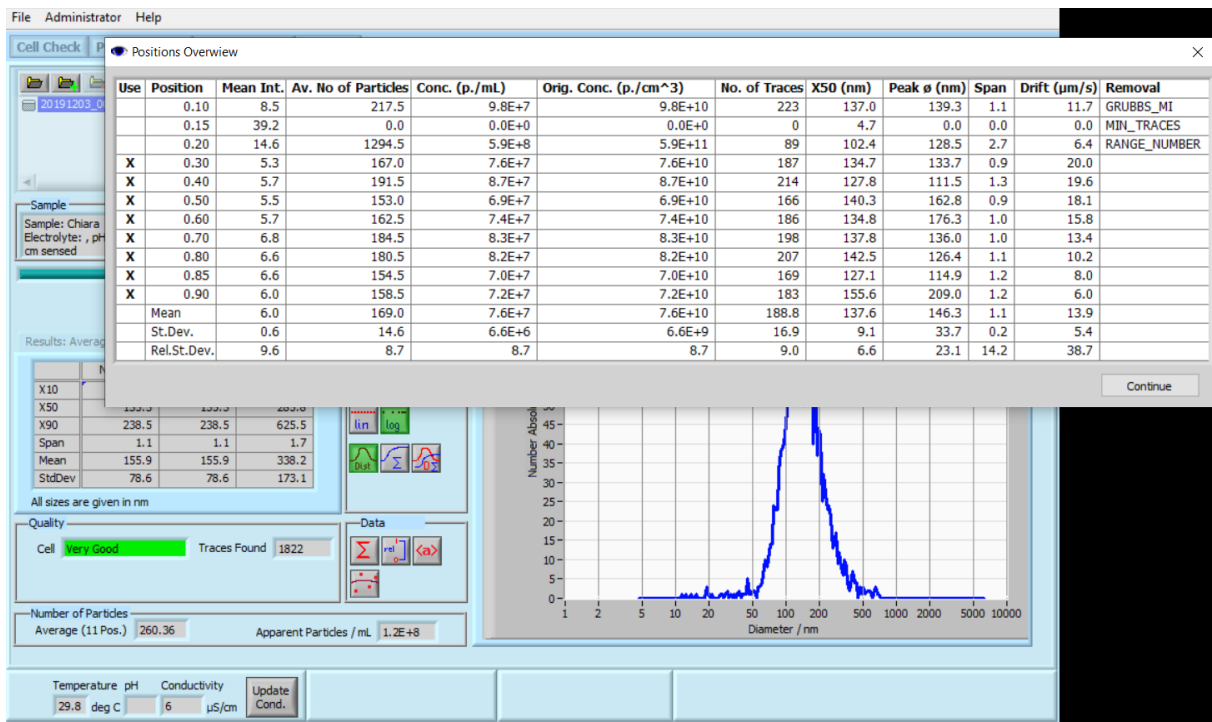 File Administrator Help
Cell Check P
Positions Overwiew
20191203_0
Use Position Mean Int. Av. No of Particles Conc. (p./mL) Orig. Conc. (p./cm^3) No. of Traces X50 (nm) Peak ø (nm) Span Drift (µm/s) Removal
0.10 8.5 217.5 9.8E+7 9.8E+10 223 137.0 139.3 1.1 11.7 GRUBBS_MI
0.15 39.2 0.0 0.0E+0 0.0E+0 0 4.7 0.0 0.0 0.0 MIN_TRACES
0.20 14.6 1294.5 5.9E+8 5.9E+11 89 102.4 128.5 2.7 6.4 RANGE_NUMBER
X 0.30 5.3 167.0 7.6E+7 7.6E+10 187 134.7 133.7 0.9 20.0
X 0.40 5.7 191.5 8.7E+7 8.7E+10 214 127.8 111.5 1.3 19.6
X 0.50 5.5 153.0 6.9E+7 6.9E+10 166 140.3 162.8 0.9 18.1
X 0.60 5.7 162.5 7.4E+7 7.4E+10 186 134.8 176.3 1.0 15.8
X 0.70 6.8 184.5 8.3E+7 8.3E+10 198 137.8 136.0 1.0 13.4
X 0.80 6.6 180.5 8.2E+7 8.2E+10 207 142.5 126.4 1.1 10.2
X 0.85 6.6 154.5 7.0E+7 7.0E+10 169 127.1 114.9 1.2 8.0
X 0.90 6.0 158.5 7.2E+7 7.2E+10 183 155.6 209.0 1.2 6.0
Mean 6.0 169.0 7.6E+7 7.6E+10 188.8 137.6 146.3 1.1 13.9
St.Dev. 0.6 14.6 6.6E+6 6.6E+9 16.9 9.1 33.7 0.2 5.4
Rel.St.Dev. 9.6 8.7 8.7 8.7 9.0 6.6 23.1 14.2 38.7
Continue
Sample
Sample: Chiara
Electrolyte: , pH
cm sensed
Results: Averag
N
X10
X50
X90 238.5 238.5 625.5
Span 1.1 1.1 1.7
Mean 155.9 155.9 338.2
StdDev 78.6 78.6 173.1
All sizes are given in nm
lin log
Dist Σ
Quality
Cell Very Good Traces Found 1822
Data
Σ rel 0 <a>
Number of Particles
Average (11 Pos.) 260.36 Apparent Particles / mL 1.2E+8
Number Absol
45
40
35
30
25
20
15
10
5
0
1 2 5 10 20 50 100 200 500 1000 2000 5000 10000
Diameter / nm
Temperature pH Conductivity
29.8 deg C 6 µS/cm
Update
Cond.